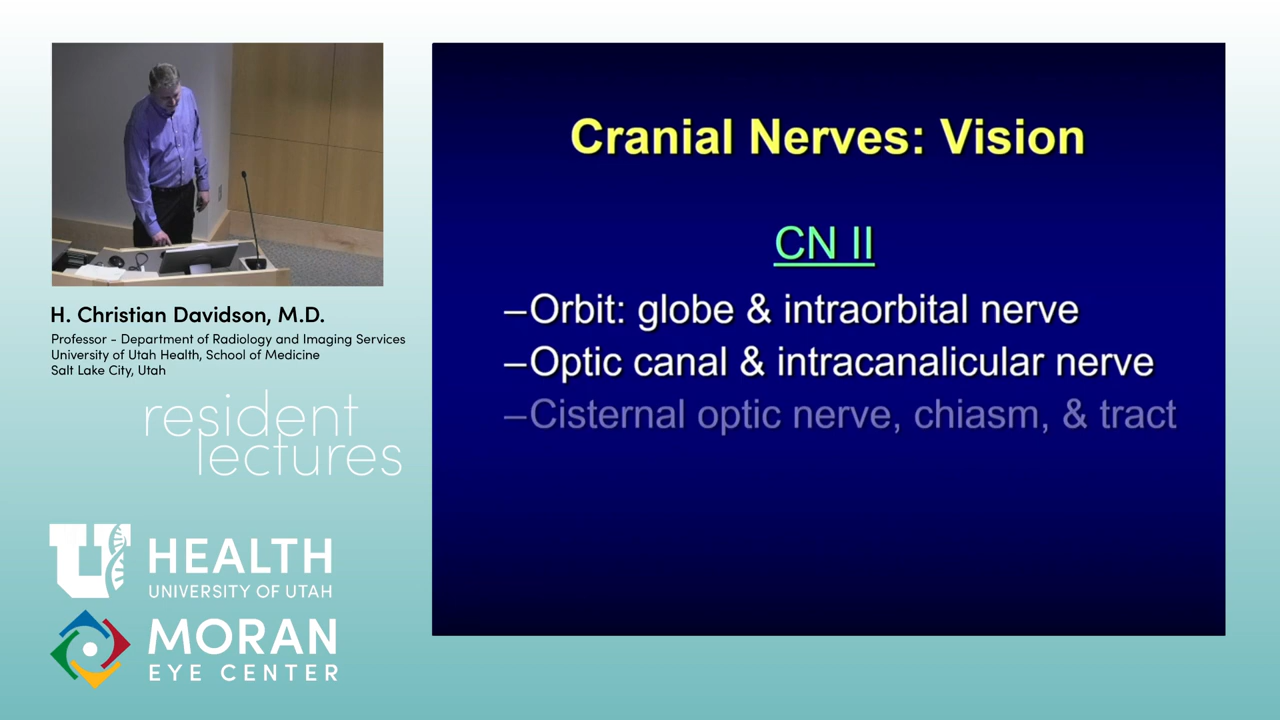 H. Christian Davidson, M.D.
Professor - Department of Radiology and Imaging Services
University of Utah Health, School of Medicine
Salt Lake City, Utah
resident
lectures
U HEALTH
UNIVERSITY OF UTAH
MORAN
EYE CENTER
Cranial Nerves: Vision
CN II
–Orbit: globe & intraorbital nerve
–Optic canal & intracanalicular nerve
–Cisternal optic nerve, chiasm, & tract